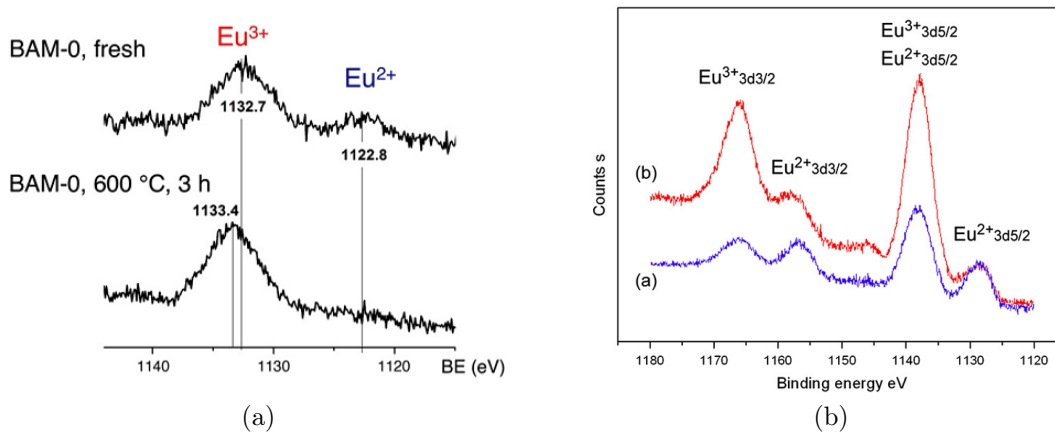 Eu3+
BAM-0, fresh
Eu2+
1132.7
1122.8
BAM-0, 600 °C, 3 h
1133.4
1140
1130
1120
BE (eV)
(a)
Eu3+3d5/2
Eu2+3d5/2
Eu3+3d3/2
Eu2+3d3/2
(b)
Eu2+3d5/2
(a)
Counts s
1180
1170
1160
1150
1140
1130
1120
Binding energy eV
(b)